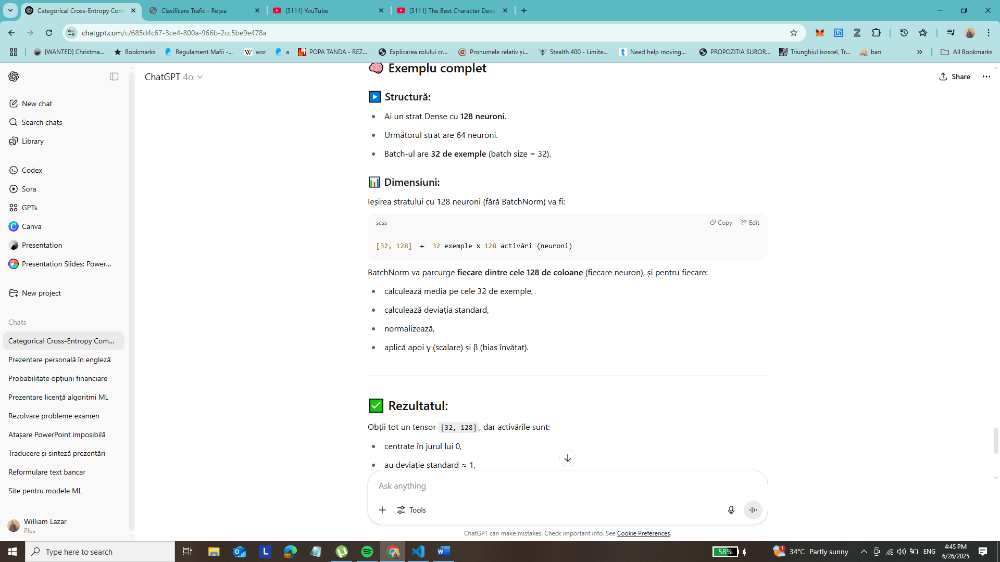 Categorical Cross-Entropy Com
Clasificare Trafic - Rețea
(3111) YouTube
(3111) The Best Character Deve
chatgpt.com/c/685d4c67-3ce4-800a-966b-2cc5be9e478a
[WANTED] Christma...
Bookmarks
Regulament Mafii -...
wor
a
POPA TANDA - REZ...
Explicarea rolului cr...
Pronumele relativ și...
Stealth 400 - Limite...
Need help moving...
PROPOZITIA SUBOR...
Triunghiul isoscel, Tr...
ban
All Bookmarks
ChatGPT 4o
Share
New chat
Search chats
Library
Codex
Sora
GPTs
Canva
Presentation
Presentation Slides: Power...
New project
Chats
Categorical Cross-Entropy Com...
Prezentare personală în engleză
Probabilitate opțiuni financiare
Prezentare licență algoritmi ML
Rezolvare probleme examen
Atașare PowerPoint imposibilă
Traducere și sinteză prezentări
Reformulare text bancar
Site pentru modele ML
William Lazar
Plus
Exemplu complet
Structură:
Ai un strat Dense cu 128 neuroni.
Următorul strat are 64 neuroni.
Batch-ul are 32 de exemple (batch size = 32).
Dimensiuni:
Ieșirea stratului cu 128 neuroni (fără BatchNorm) va fi:
scss
Copy
Edit
[32, 128] ← 32 exemple × 128 activări (neuroni)
BatchNorm va parcurge fiecare dintre cele 128 de coloane (fiecare neuron), și pentru fiecare:
calculează media pe cele 32 de exemple,
calculează deviația standard,
normalizează,
aplică apoi γ (scalare) și β (bias învățat).
Rezultatul:
Obții tot un tensor [32, 128], dar activările sunt:
centrate în jurul lui 0,
au deviație standard ≈ 1,
Ask anything
Tools
ChatGPT can make mistakes. Check important info. See Cookie Preferences.
Type here to search
58%
34°C Partly sunny
ENG
4:45 PM
6/26/2025